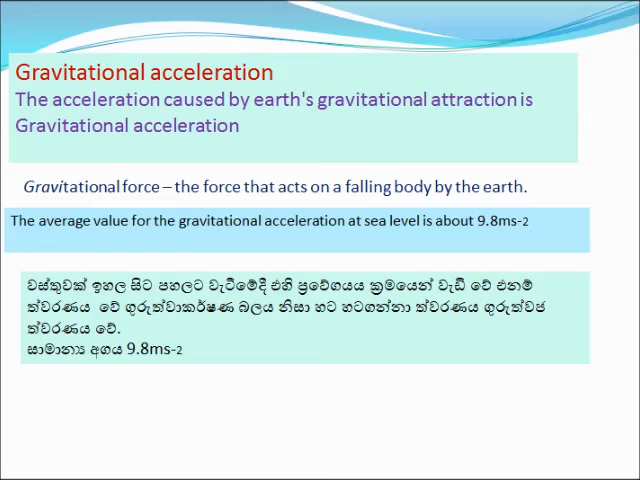 Gravitational acceleration
The acceleration caused by earth's gravitational attraction is
Gravitational acceleration
Gravitational force – the force that acts on a falling body by the earth.
The average value for the gravitational acceleration at sea level is about 9.8ms-2
වස්තුවක් ඉහල සිට පහලට වැටීමේදී එහි ප්‍රවේගයය ක්‍රමයෙන් වැඩි වේ එනම්
ත්වරණය වේ ගුරුත්වාකර්ෂණ බලය නිසා හට හටගන්නා ත්වරණය ගුරුත්වජ
ත්වරණය වේ.
සාමාන්‍ය අගය 9.8ms-2